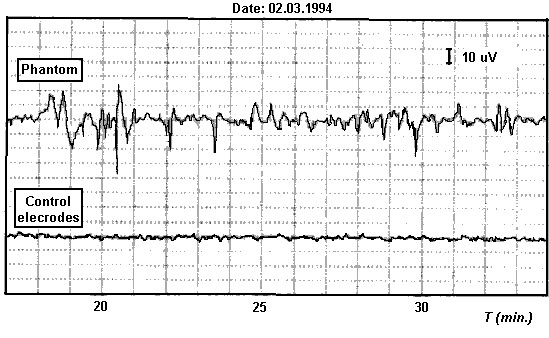 Date: 02.03.1994
Phantom
10 uV
Control
elecrodes
20 25 30
T (min.)